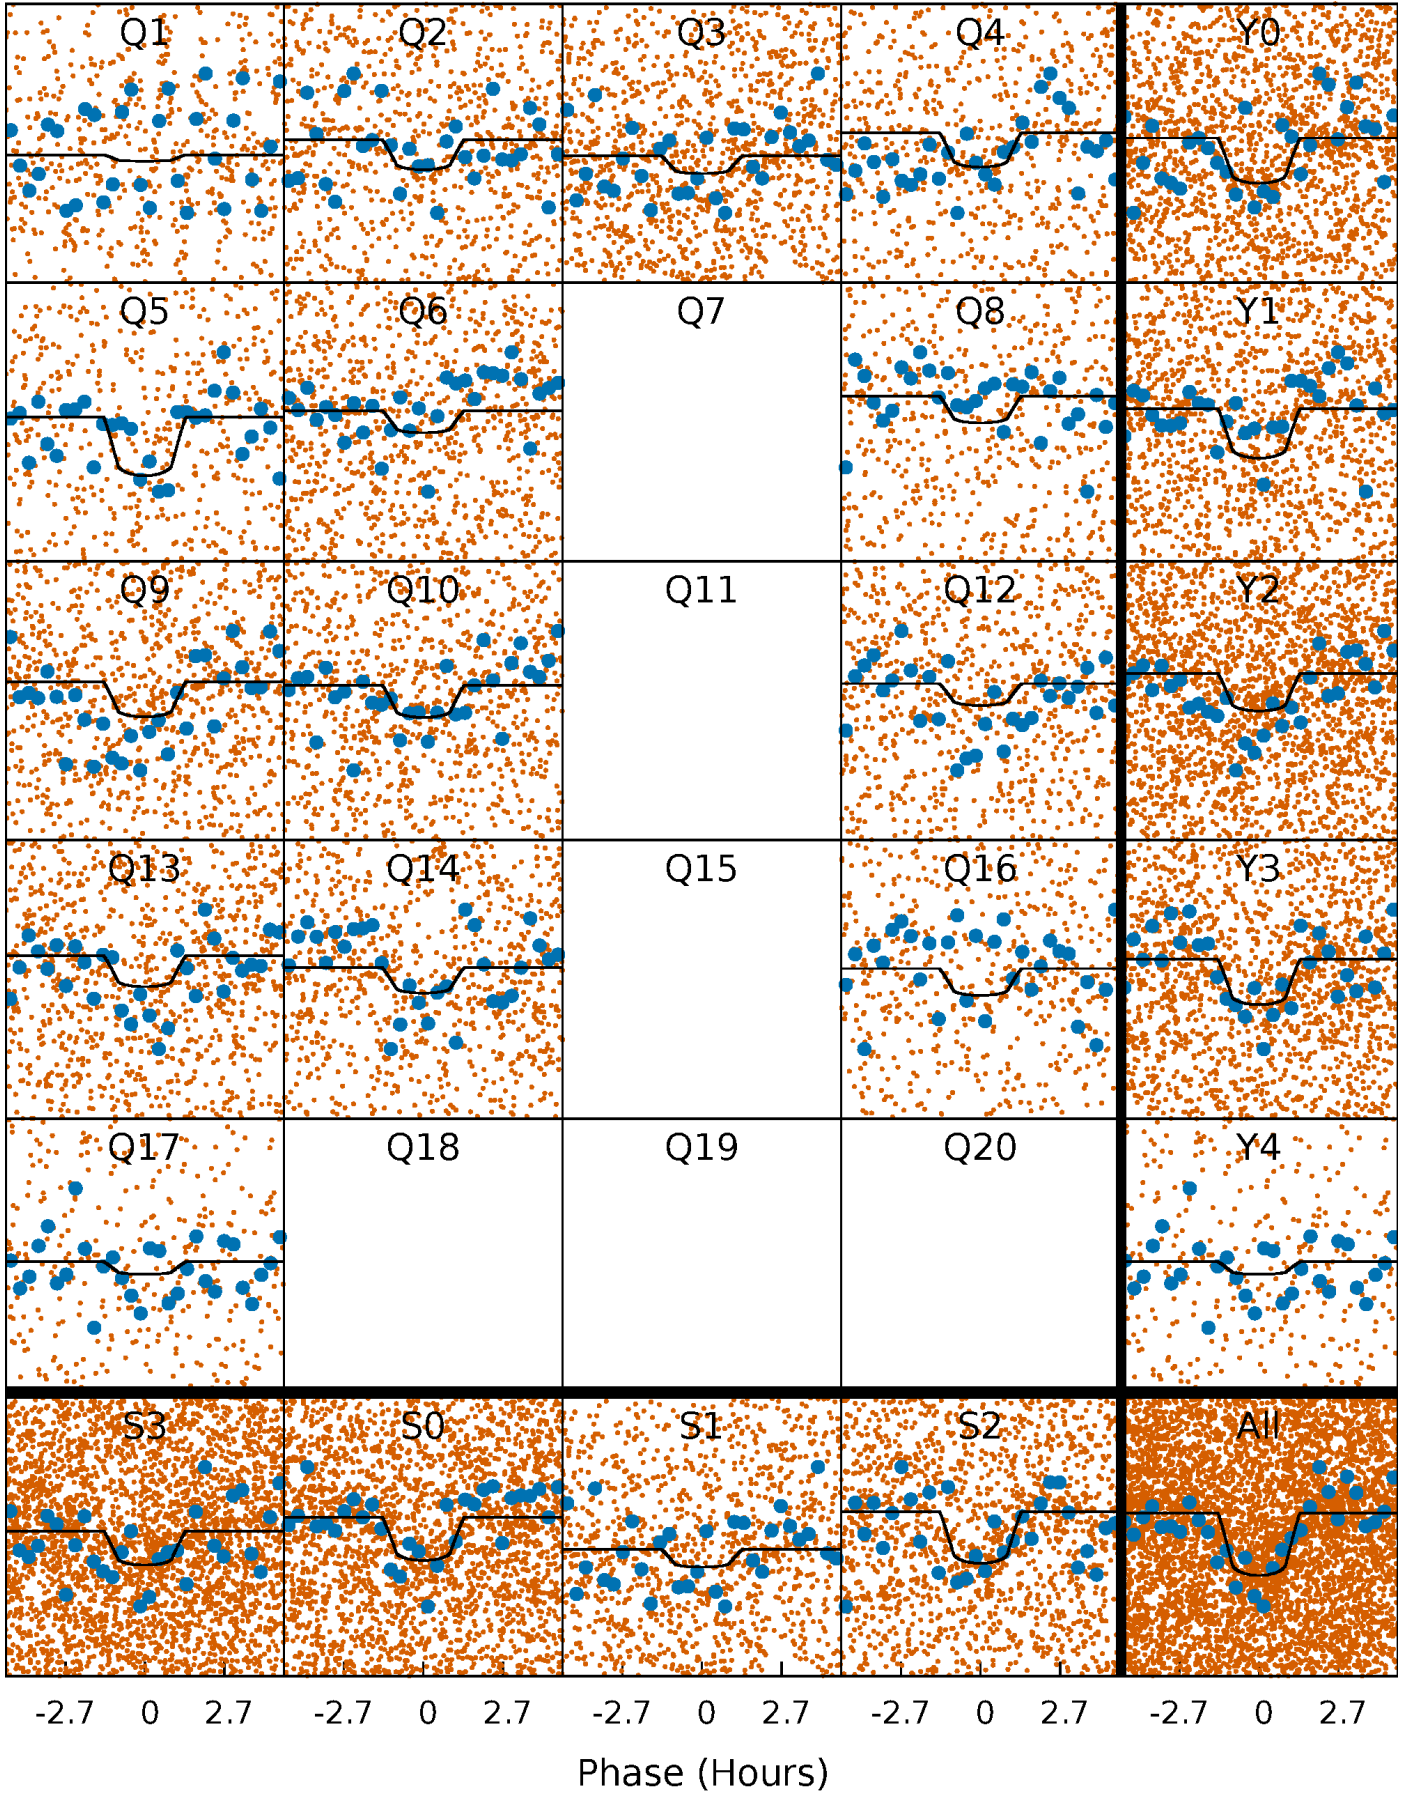 Q1 Q2 Q3 Q4 Y0
Q5 Q6 Q7 Q8 Y1
Q9 Q10 Q11 Q12 Y2
Q13 Q14 Q15 Q16 Y3
Q17 Q18 Q19 Q20 Y4
S3 S0 S1 S2 All
-2.7 0 2.7 -2.7 0 2.7 -2.7 0 2.7 -2.7 0 2.7 -2.7 0 2.7
Phase (Hours)